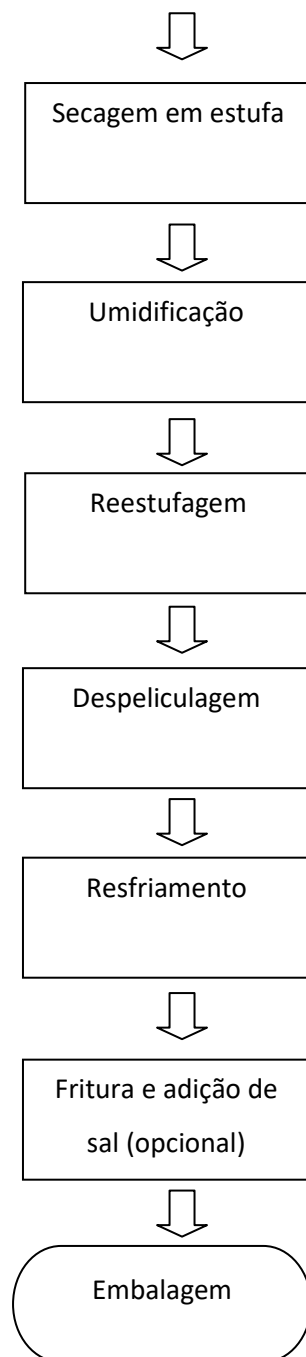 Secagem em estufa
Umidificação
Reestufagem
Despeliculagem
Resfriamento
Fritura e adição de
sal (opcional)
Embalagem